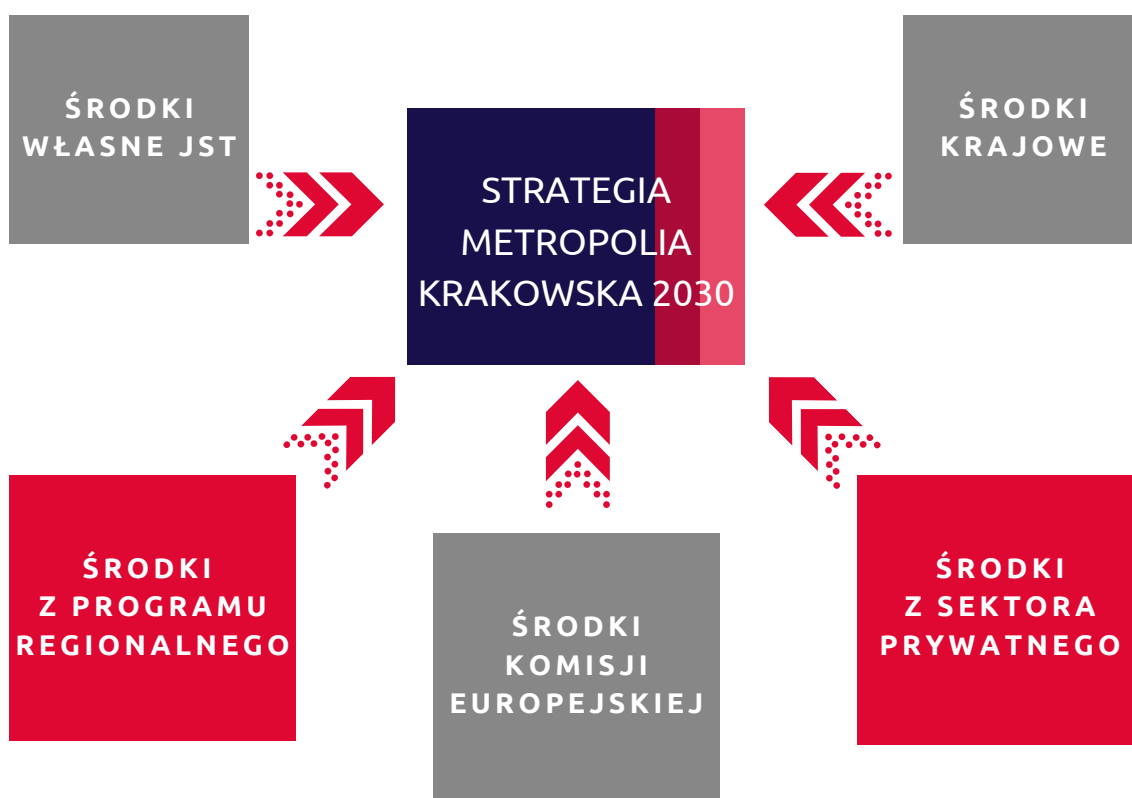 ŚRODKI
WŁASNE JST
STRATEGIA
METROPOLIA
KRAKOWSKA 2030
ŚRODKI
KRAJOWE
ŚRODKI
Z PROGRAMU
REGIONALNEGO
ŚRODKI
KOMISJI
EUROPEJSKIEJ
ŚRODKI
Z SEKTORA
PRYWATNEGO